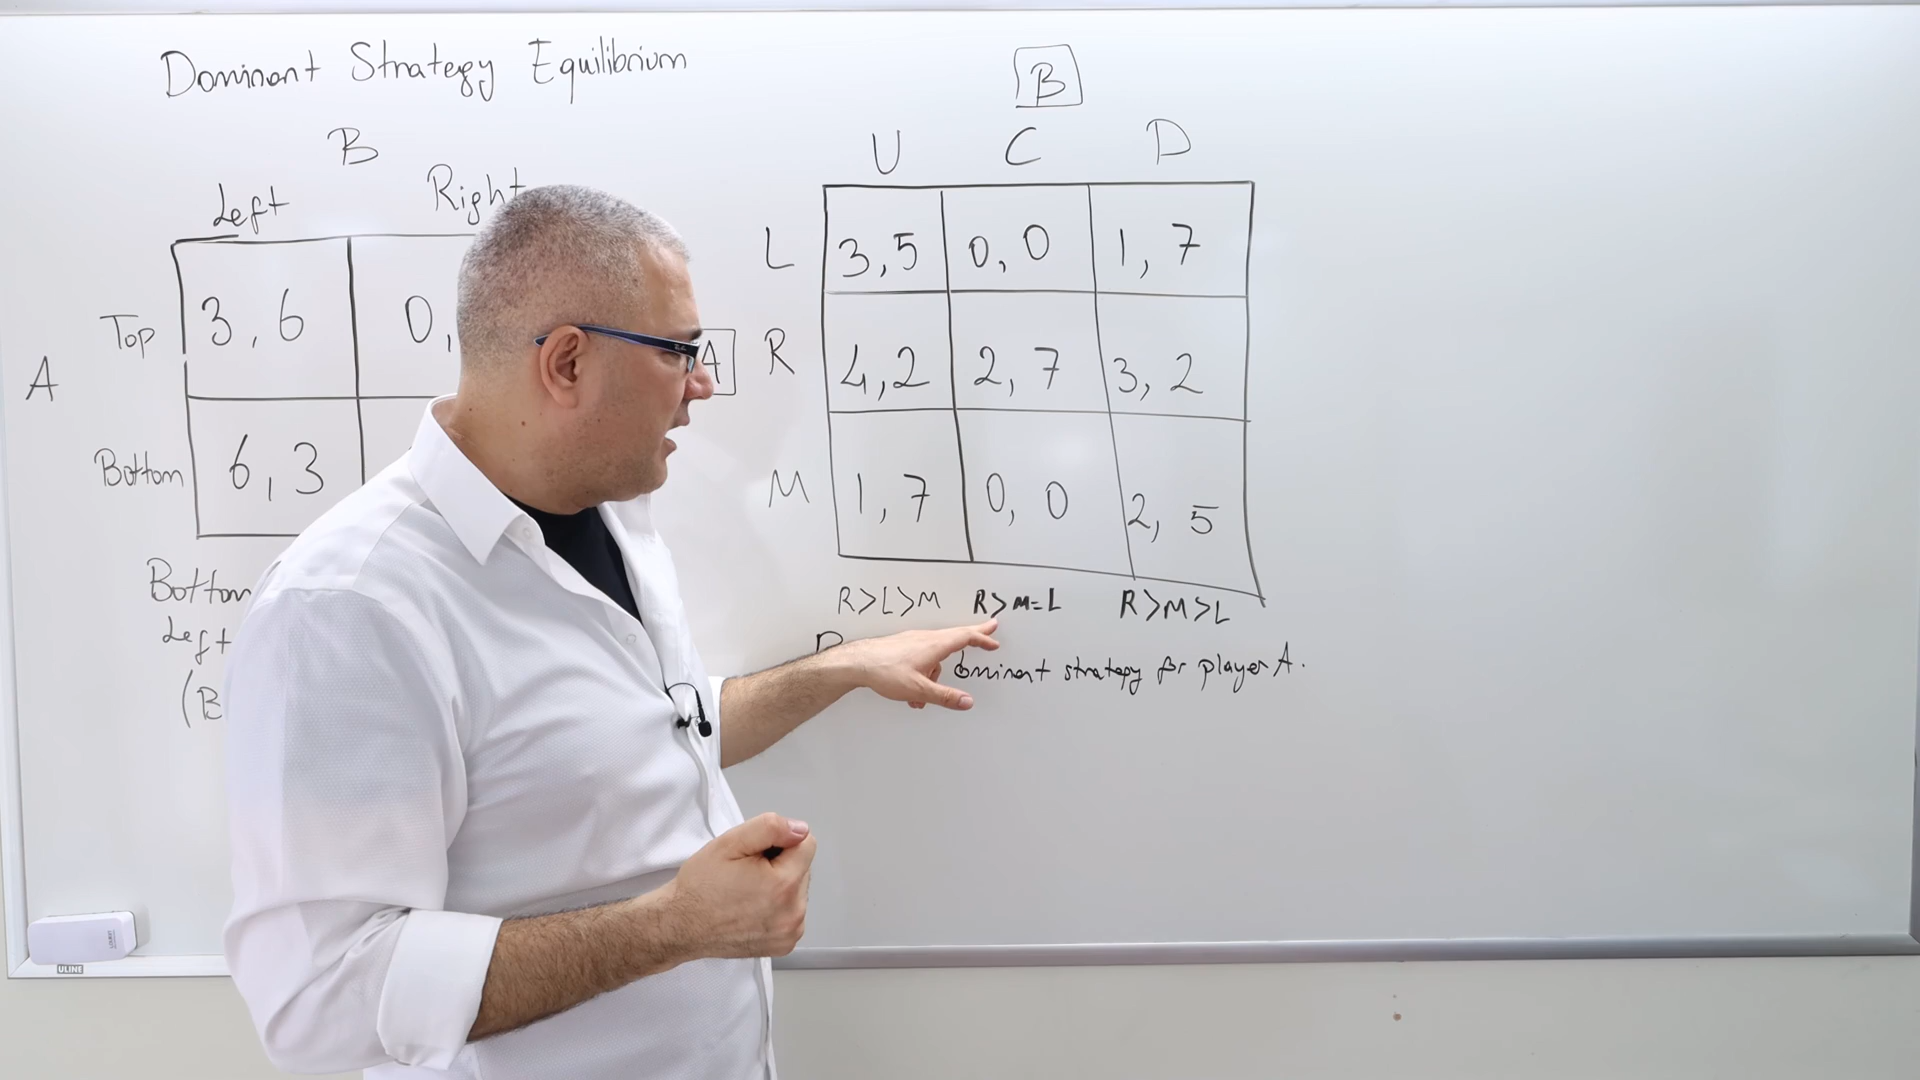 Dominant Strategy Equilibrium
B
Left Right
Top 3, 6 0,
A
Bottom 6, 3
Bottom
Left
(B
B
U C D
L 3, 5 0, 0 1, 7
A R 4, 2 2, 7 3, 2
M 1, 7 0, 0 2, 5
R>L>M R>M=L R>M>L
dominant strategy for player A.
ULINE